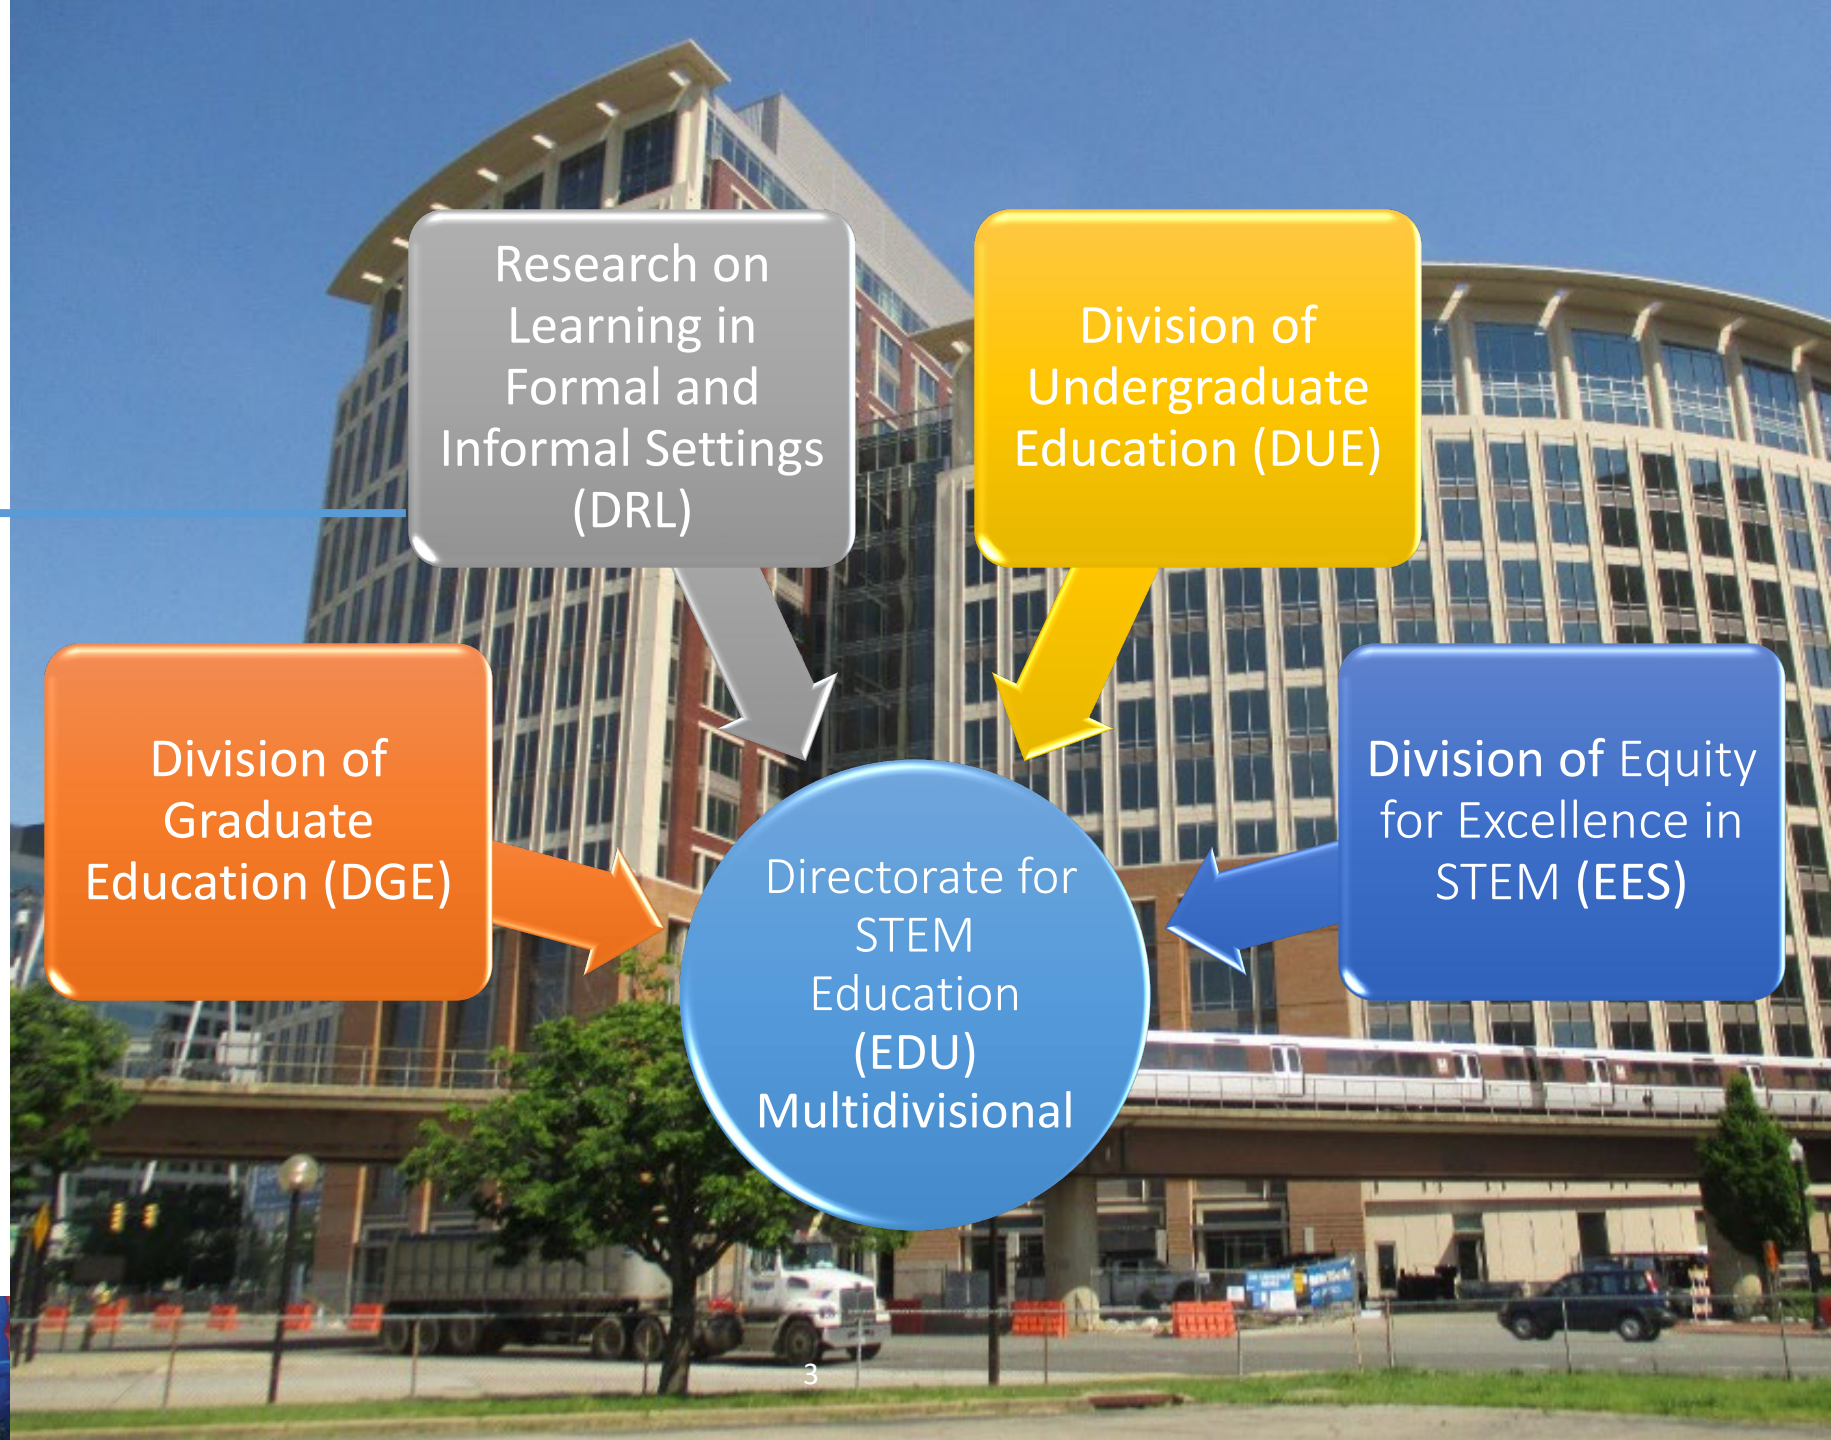 Research on
Learning in
Formal and
Informal Settings
(DRL)
Division of
Undergraduate
Education (DUE)
Division of
Graduate
Education (DGE)
Division of Equity
for Excellence in
STEM (EES)
Directorate for
STEM
Education
(EDU)
Multidivisional
3